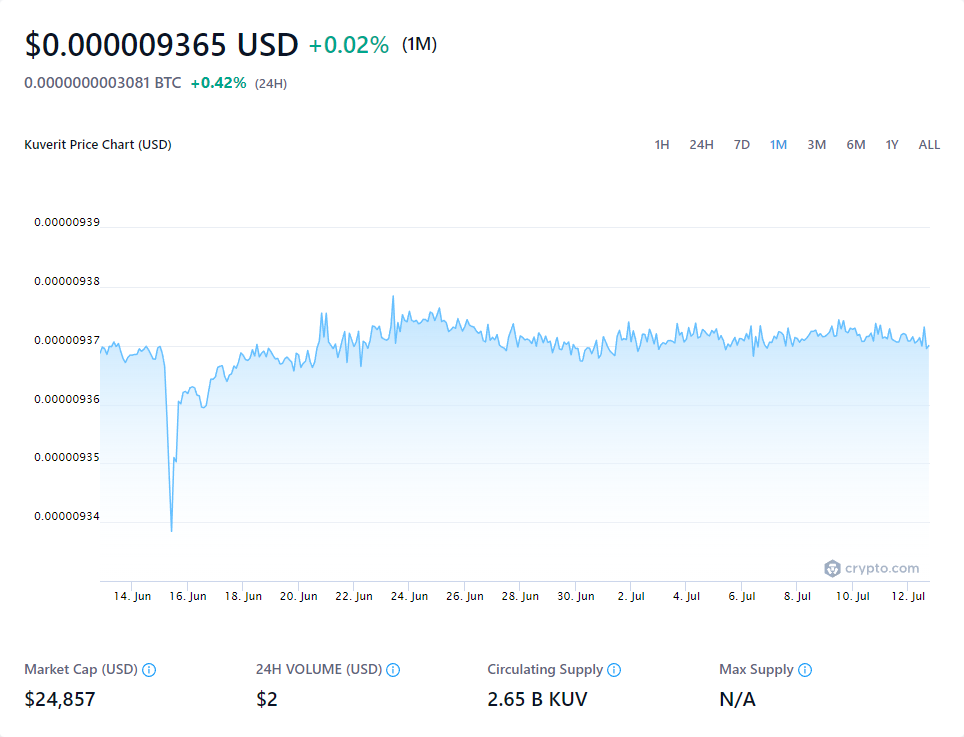 $0.000009365 USD +0.02% (1M)
0.0000000003081 BTC +0.42% (24H)
Kuverit Price Chart (USD)
1H 24H 7D 1M 3M 6M 1Y ALL
0.00000939
0.00000938
0.00000937
0.00000936
0.00000935
0.00000934
crypto.com
14. Jun 16. Jun 18. Jun 20. Jun 22. Jun 24. Jun 26. Jun 28. Jun 30. Jun 2. Jul 4. Jul 6. Jul 8. Jul 10. Jul 12. Jul
Market Cap (USD) 24H VOLUME (USD) Circulating Supply Max Supply
$24,857 $2 2.65 B KUV N/A